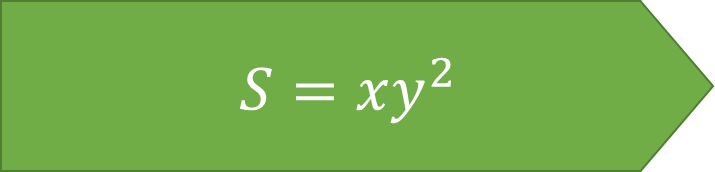 S = xy²